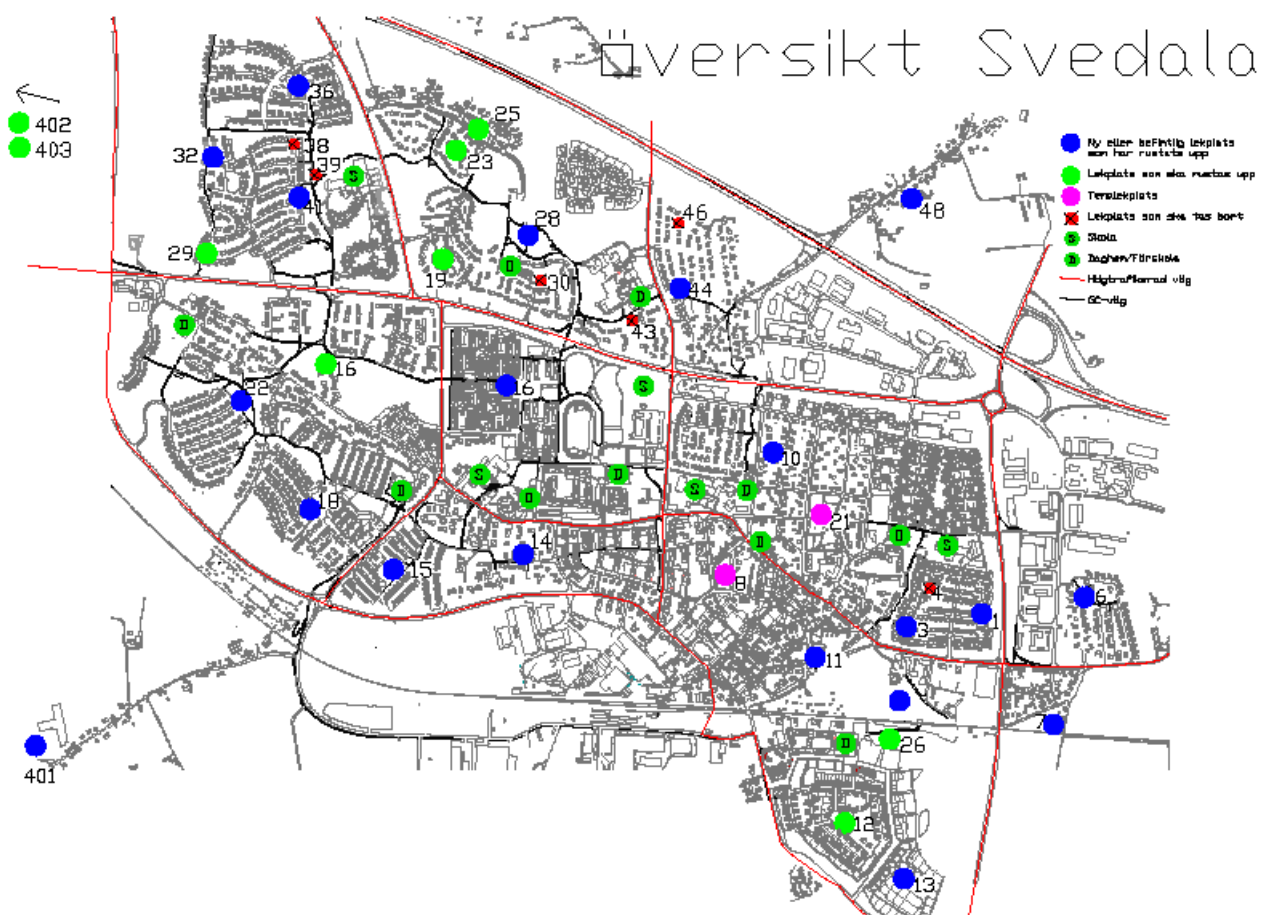 översikt Svedala
36
25
402
38
23
403
32
39
S
41
48
46
28
29
19
D
30
44
D
43
D
16
S
22
16
10
S
D
D
D
S
D
18
21
D
D
S
14
15
8
4
6
1
3
11
7
26
D
401
12
13
Ny eller befintlig lekplats
som har rustats upp
Lekplats som ska rustas upp
Temalekplats
Lekplats som ska tas bort
S Skola
D Daghem/Förskola
Högtrafikerad väg
GC-väg